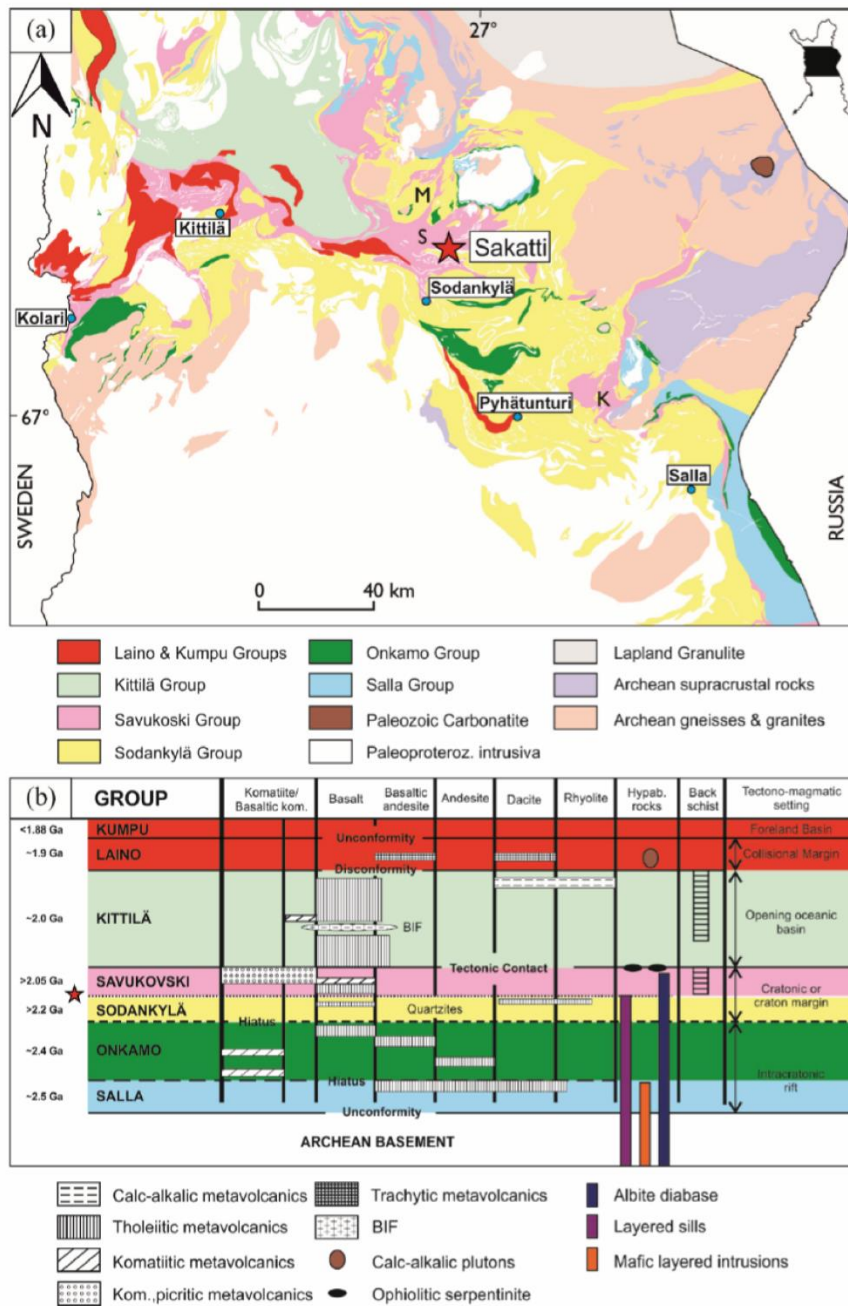 (a)
27°
N
M
Kittilä
S
Sakatti
Sodankylä
Kolari
67°
Pyhätunturi
K
Salla
SWEDEN
RUSSIA
0 40 km
Laino & Kumpu Groups
Onkamo Group
Lapland Granulite
Kittilä Group
Salla Group
Archean supracrustal rocks
Savukoski Group
Paleozoic Carbonatite
Archean gneisses & granites
Sodankylä Group
Paleoproteroz. intrusiva
(b)
GROUP
Komatiite/
Basaltic kom.
Basalt
Basaltic
andesite
Andesite
Dacite
Rhyolite
Hypab.
rocks
Back
schist
Tectono-magmatic
setting
<1.88 Ga KUMPU Foreland Basin
Unconformity
~1.9 Ga LAINO Collisional Margin
Disconformity
~2.0 Ga KITTILÄ BIF Opening oceanic
basin
Tectonic Contact
>2.05 Ga SAVUKOVSKI Cratonic or
craton margin
>2.2 Ga SODANKYLÄ Quartzites
Hiatus
~2.4 Ga ONKAMO
Hiatus Intracratonic
rift
~2.5 Ga SALLA
Unconformity
ARCHEAN BASEMENT
Calc-alkalic metavolcanics
Trachytic metavolcanics
Albite diabase
Tholeiitic metavolcanics
BIF
Layered sills
Komatiitic metavolcanics
Calc-alkalic plutons
Mafic layered intrusions
Kom.,picritic metavolcanics
Ophiolitic serpentinite